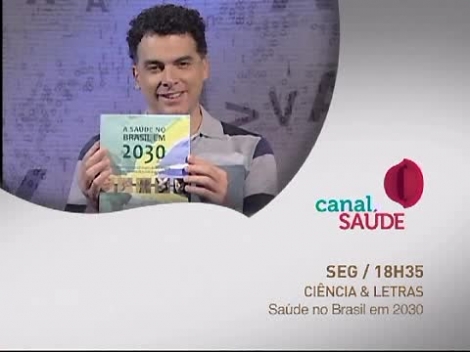 A SAÚDE NO
BRASIL EM
2030
canal
SAÚDE
SEG / 18H35
CIÊNCIA & LETRAS
Saúde no Brasil em 2030